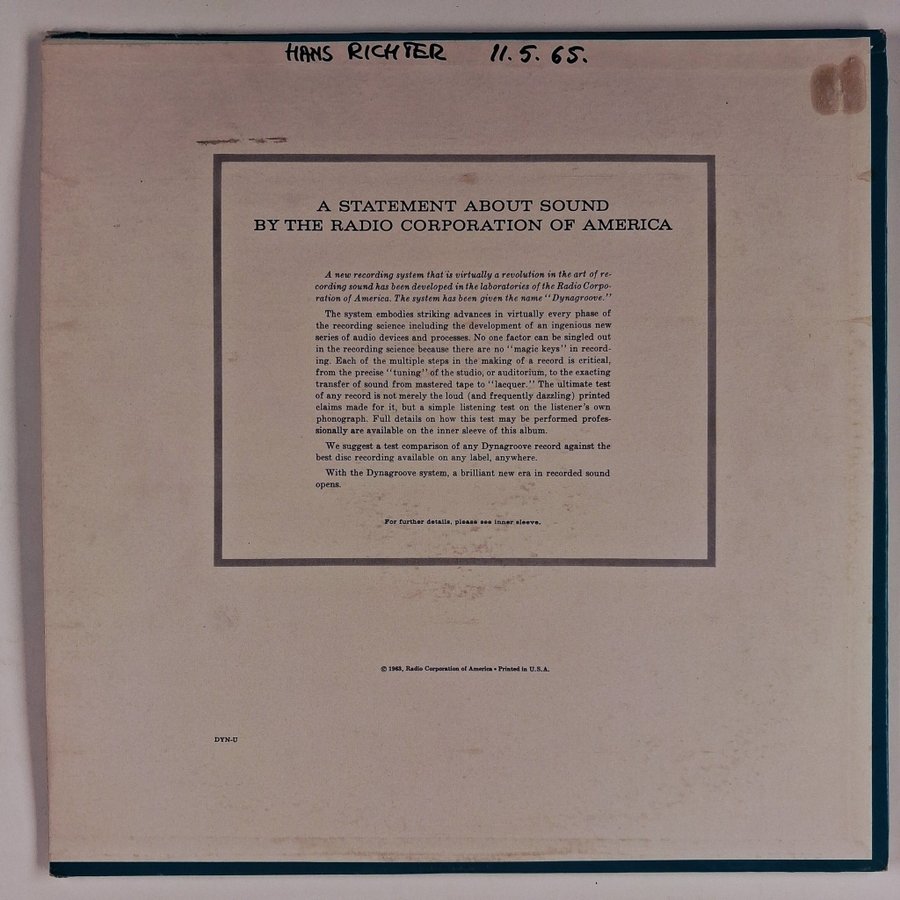 HANS RICHTER 11.5.65.
A STATEMENT ABOUT SOUND
BY THE RADIO CORPORATION OF AMERICA
A new recording system that is virtually a revolution in the art of re-
cording sound has been developed in the laboratories of the Radio Corpo-
ration of America. The system has been given the name "Dynagroove."
The system embodies striking advances in virtually every phase of
the recording science including the development of an ingenious new
series of audio devices and processes. No one factor can be singled out
in the recording science because there are no "magic keys" in record-
ing. Each of the multiple steps in the making of a record is critical,
from the precise "tuning" of the studio, or auditorium, to the exacting
transfer of sound from mastered tape to "lacquer." The ultimate test
of any record is not merely the loud (and frequently dazzling) printed
claims made for it, but a simple listening test on the listener's own
phonograph. Full details on how this test may be performed profes-
sionally are available on the inner sleeve of this album.
We suggest a test comparison of any Dynagroove record against the
best disc recording available on any label, anywhere.
With the Dynagroove system, a brilliant new era in recorded sound
opens.
For further details, please see inner sleeve.
© 1963, Radio Corporation of America • Printed in U.S.A.
DYN-U